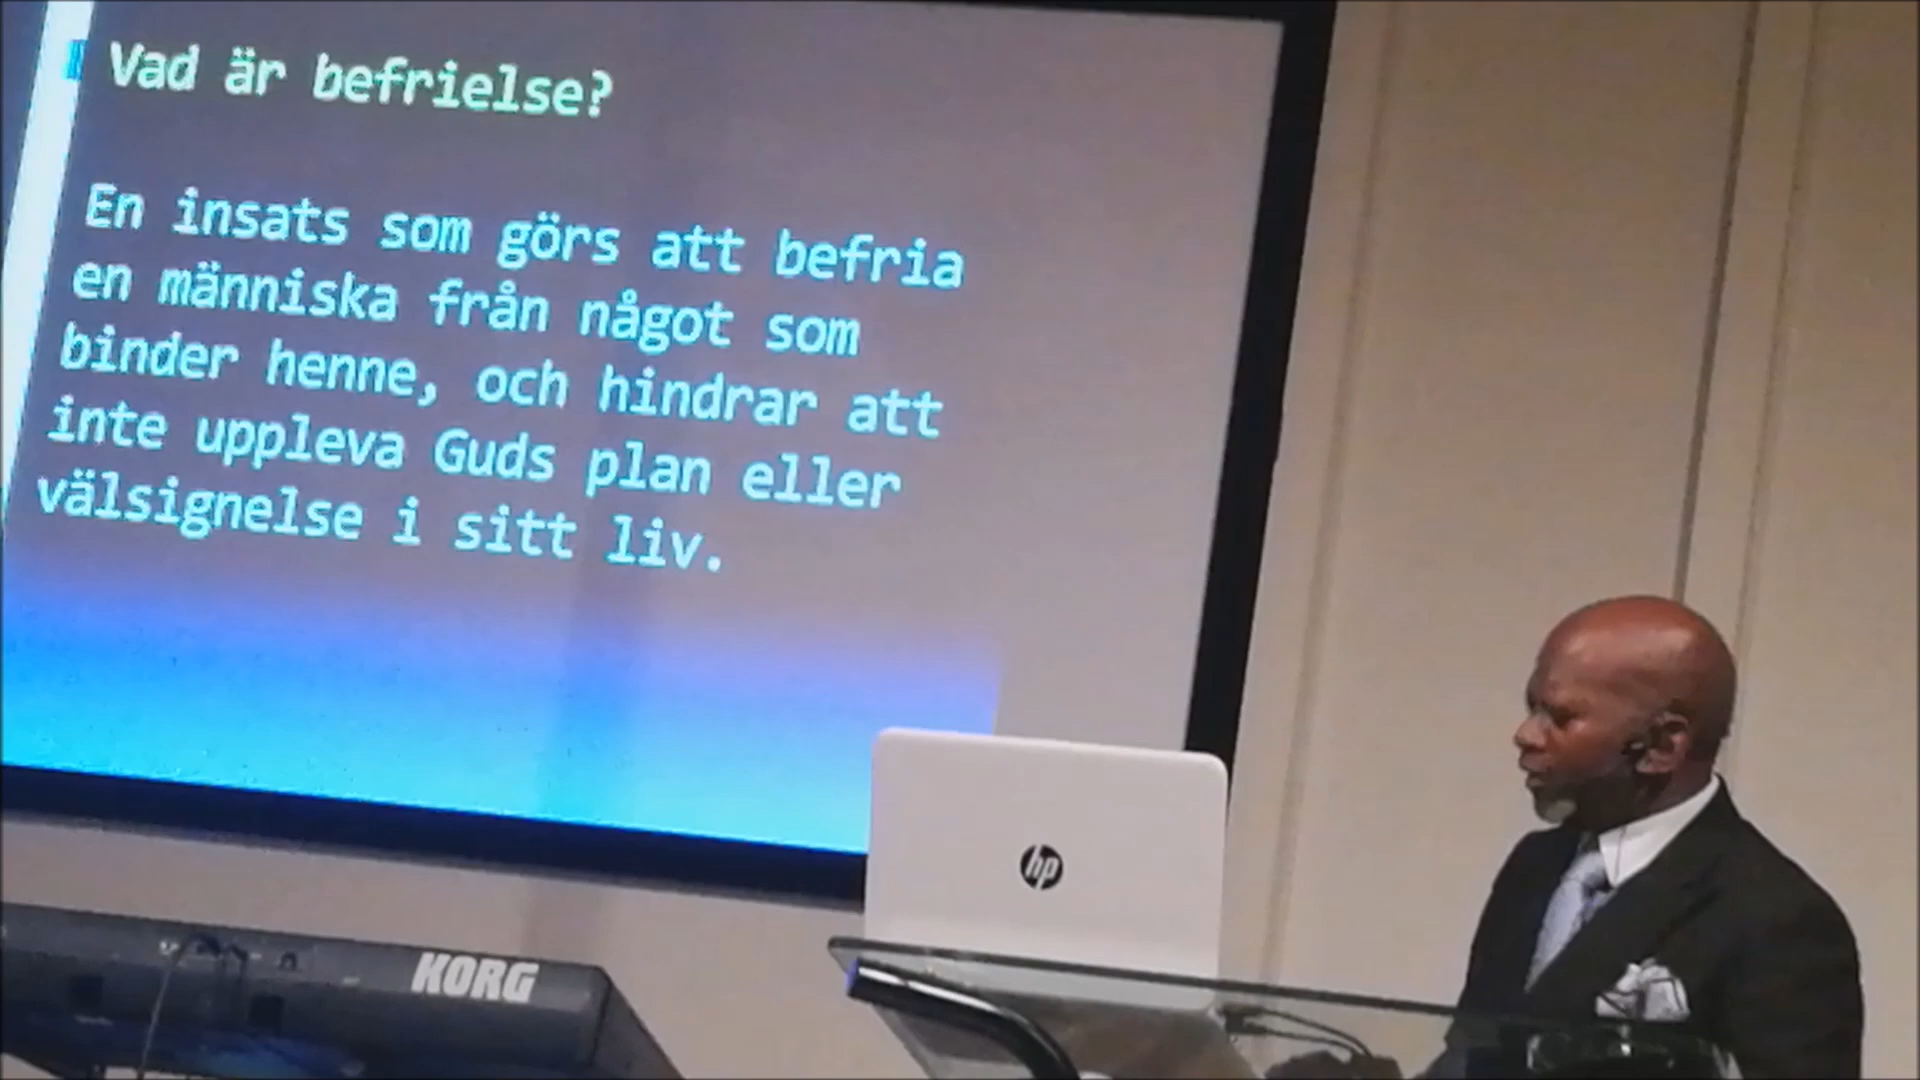 Vad är befrielse?
En insats som görs att befria
en människa från något som
binder henne, och hindrar att
inte uppleva Guds plan eller
välsignelse i sitt liv.
hp
KORG